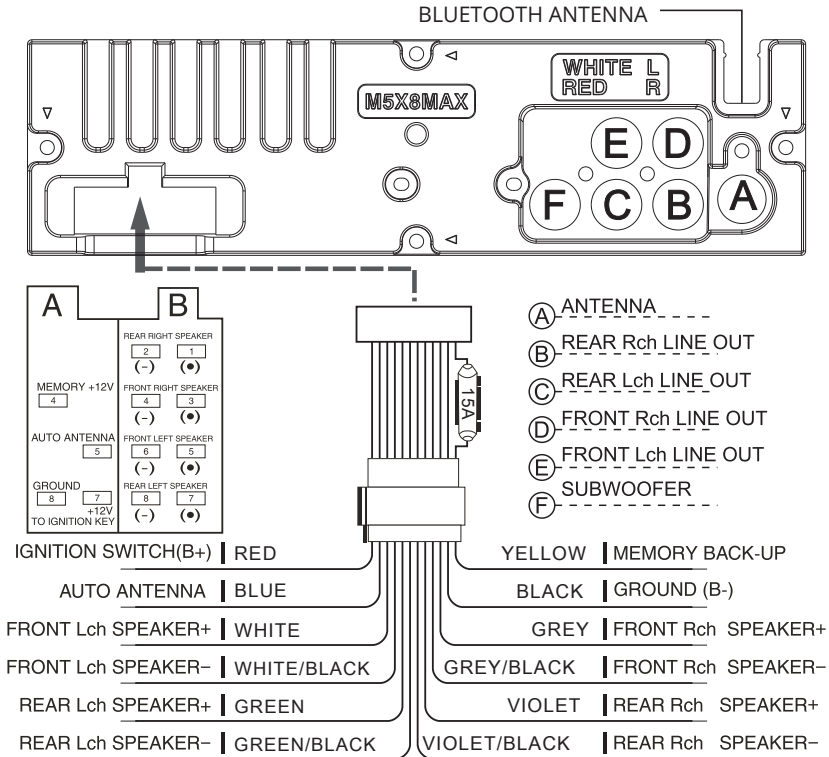 BLUETOOTH ANTENNA
WHITE L
RED R
M5X8MAX
E D
F C B A
A B
REAR RIGHT SPEAKER
2 1
(-) (•)
MEMORY +12V FRONT RIGHT SPEAKER
4 4 3
(-) (•)
AUTO ANTENNA FRONT LEFT SPEAKER
5 6 5
(-) (•)
GROUND REAR LEFT SPEAKER
8 7 8 7
+12V (-) (•)
TO IGNITION KEY
15A
A ANTENNA
B REAR Rch LINE OUT
C REAR Lch LINE OUT
D FRONT Rch LINE OUT
E FRONT Lch LINE OUT
F SUBWOOFER
IGNITION SWITCH(B+) RED YELLOW MEMORY BACK-UP
AUTO ANTENNA BLUE BLACK GROUND (B-)
FRONT Lch SPEAKER+ WHITE GREY FRONT Rch SPEAKER+
FRONT Lch SPEAKER− WHITE/BLACK GREY/BLACK FRONT Rch SPEAKER−
REAR Lch SPEAKER+ GREEN VIOLET REAR Rch SPEAKER+
REAR Lch SPEAKER− GREEN/BLACK VIOLET/BLACK REAR Rch SPEAKER−